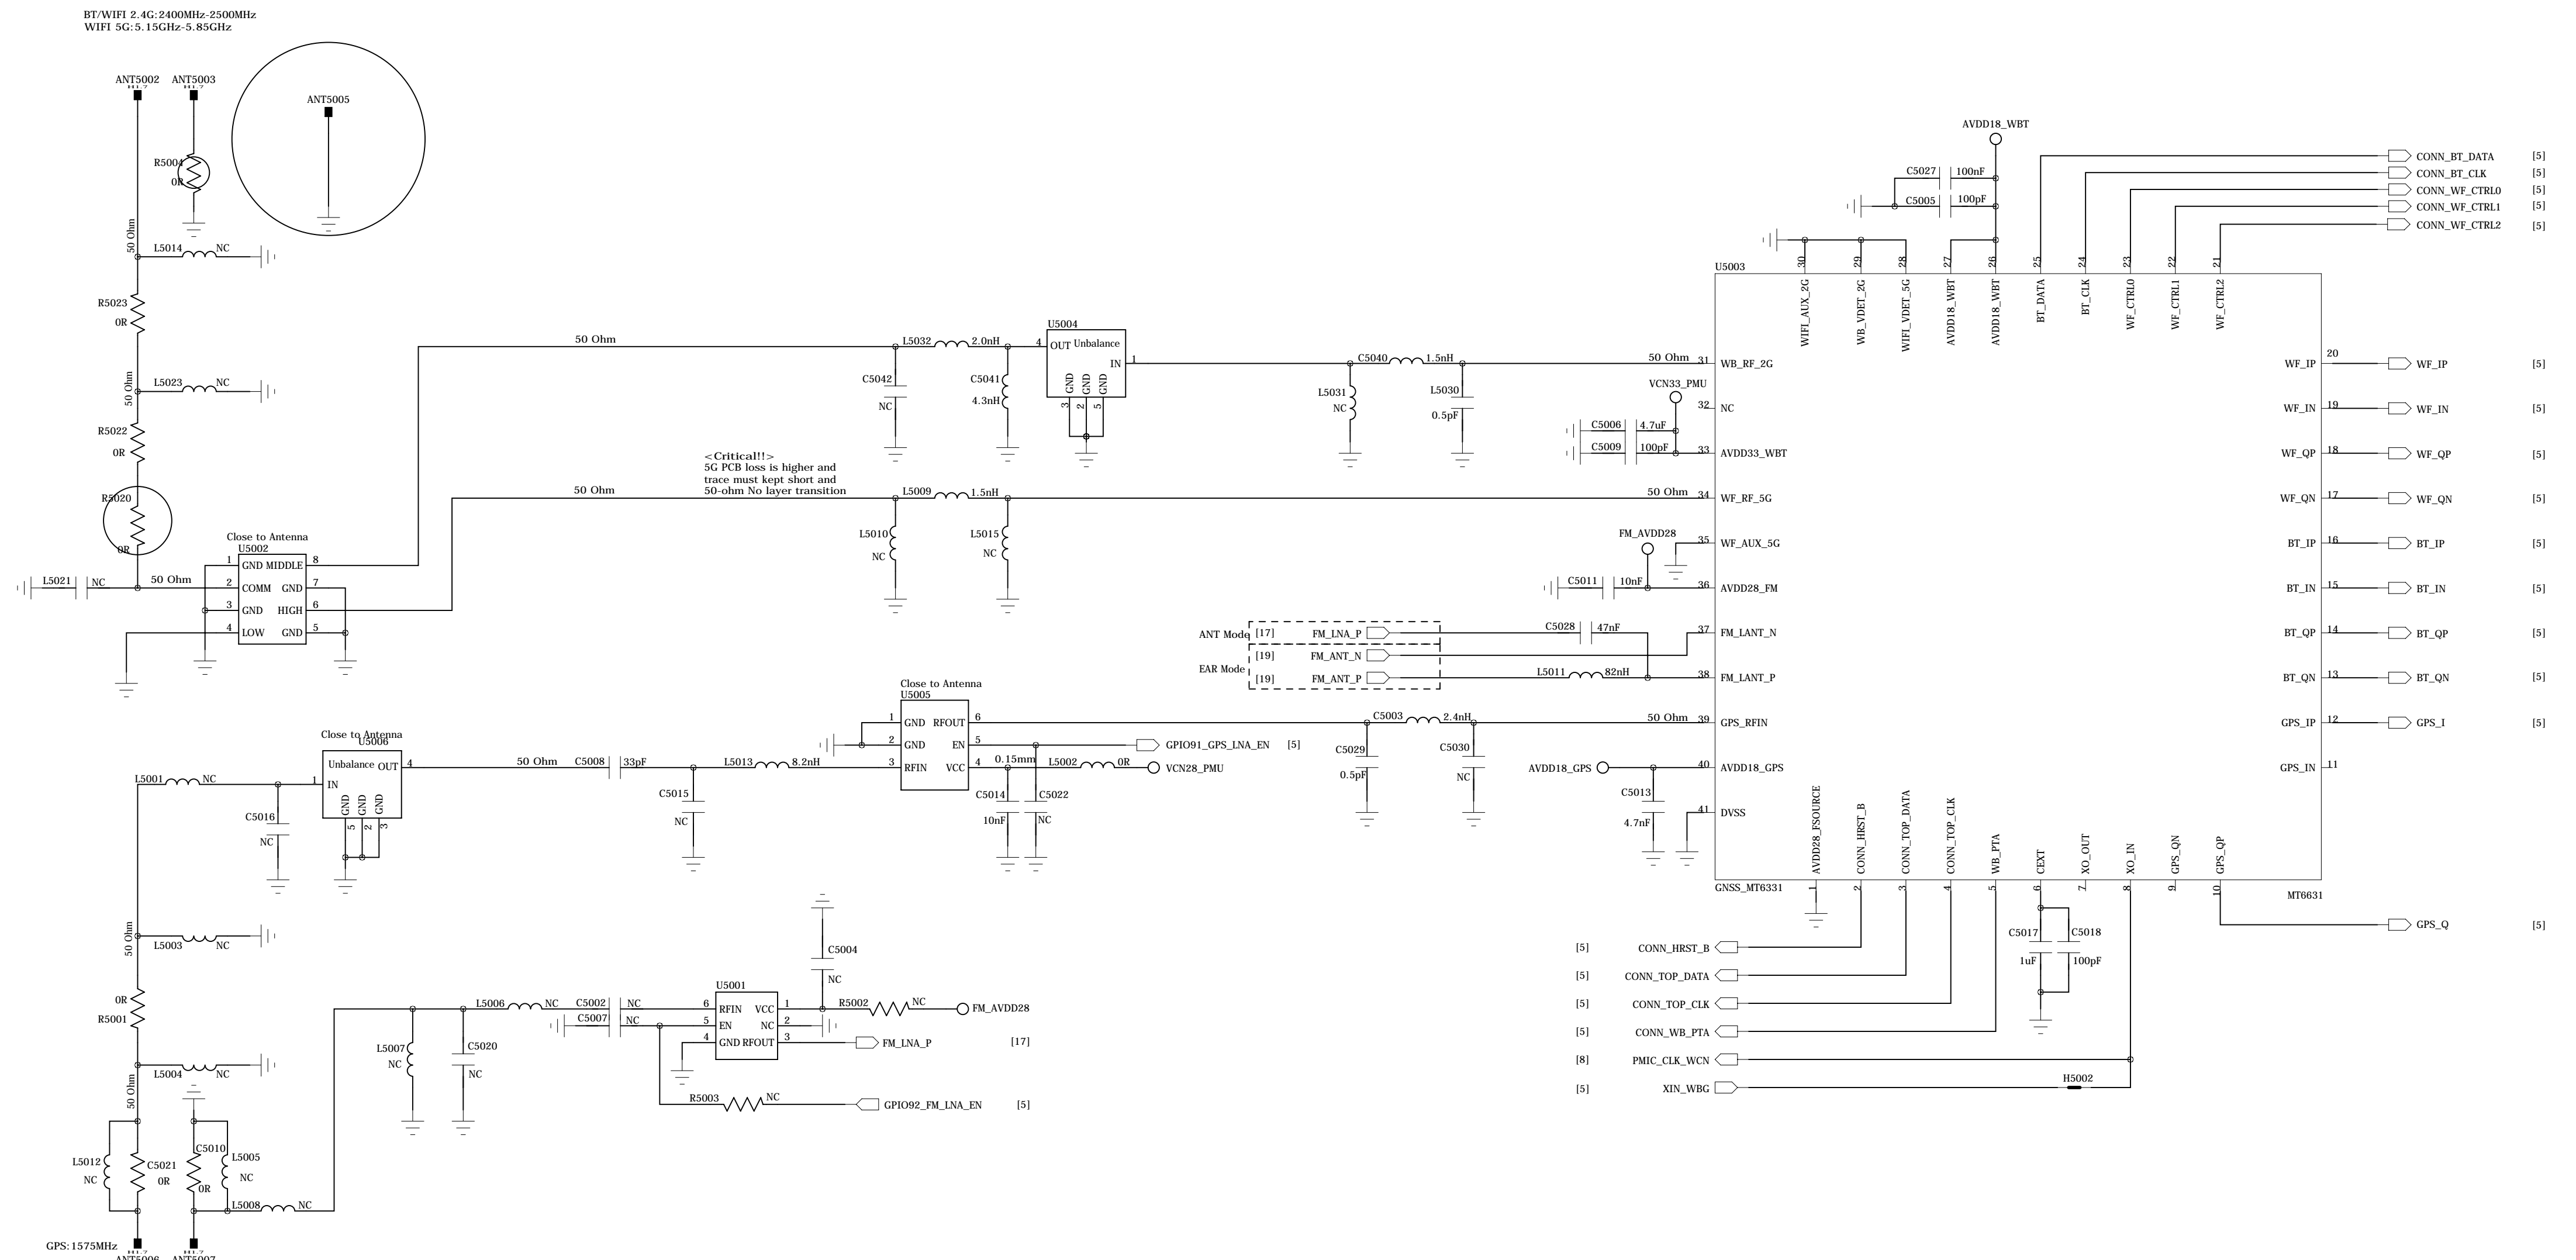 BT/WIFI 2.4G:2400MHz-2500MHz
WIFI 5G:5.15GHz-5.85GHz
ANT5002
H1.7
ANT5003
H1.7
ANT5005
R5004
0R
50 Ohm
L5014 NC
R5023
0R
50 Ohm
L5023 NC
R5022
0R
R5020
0R
L5021 NC
50 Ohm
Close to Antenna
U5002
1 GND MIDDLE 8
2 COMM GND 7
3 GND HIGH 6
4 LOW GND 5
50 Ohm
C5042
NC
L5032 2.0nH
C5041
4.3nH
U5004
4 OUT Unbalance
IN 1
GND GND GND
3 2 5
L5031
NC
C5040 1.5nH
L5030
0.5pF
50 Ohm
<Critical!!>
5G PCB loss is higher and
trace must kept short and
50-ohm No layer transition
50 Ohm
L5009 1.5nH
L5010
NC
L5015
NC
50 Ohm
VCN33_PMU
C5006 4.7uF
C5009 100pF
FM_AVDD28
C5011 10nF
ANT Mode [17] FM_LNA_P
C5028 47nF
[19] FM_ANT_N
EAR Mode
[19] FM_ANT_P
L5011 82nH
Close to Antenna
U5005
1 GND RFOUT 6
2 GND EN 5
3 RFIN VCC 4
GPIO91_GPS_LNA_EN [5]
0.15mm
L5002 0R
VCN28_PMU
C5014
10nF
C5022
NC
C5003 2.4nH
C5029
0.5pF
C5030
NC
50 Ohm
AVDD18_GPS
C5013
4.7nF
Close to Antenna
U5006
Unbalance OUT 4
1 IN
GND GND GND
5 2 3
L5001 NC
C5016
NC
50 Ohm
C5008 33pF
C5015
NC
L5013 8.2nH
50 Ohm
L5003 NC
0R
R5001
L5004 NC
50 Ohm
L5012
NC
C5021
0R
C5010
0R
L5005
NC
L5008 NC
GPS:1575MHz
H1.7
ANT5006
H1.7
ANT5007
L5007
NC
C5020
NC
L5006 NC
C5002 NC
C5007 NC
U5001
6 RFIN VCC 1
5 EN NC 2
4 GND RFOUT 3
C5004
NC
R5002 NC
FM_AVDD28
FM_LNA_P [17]
R5003 NC
GPIO92_FM_LNA_EN [5]
AVDD18_WBT
C5027 100nF
C5005 100pF
U5003
30 29 28 27 26 25 24 23 22 21
WIFI_AUX_2G
WB_VDET_2G
WIFI_VDET_5G
AVDD18_WBT
AVDD18_WBT
BT_DATA
BT_CLK
WF_CTRL0
WF_CTRL1
WF_CTRL2
CONN_BT_DATA [5]
CONN_BT_CLK [5]
CONN_WF_CTRL0 [5]
CONN_WF_CTRL1 [5]
CONN_WF_CTRL2 [5]
31 WB_RF_2G
32 NC
33 AVDD33_WBT
34 WF_RF_5G
35 WF_AUX_5G
36 AVDD28_FM
37 FM_LANT_N
38 FM_LANT_P
39 GPS_RFIN
40 AVDD18_GPS
41 DVSS
WF_IP 20 WF_IP [5]
WF_IN 19 WF_IN [5]
WF_QP 18 WF_QP [5]
WF_QN 17 WF_QN [5]
BT_IP 16 BT_IP [5]
BT_IN 15 BT_IN [5]
BT_QP 14 BT_QP [5]
BT_QN 13 BT_QN [5]
GPS_IP 12 GPS_I [5]
GPS_IN 11
AVDD28_FSOURCE
CONN_HRST_B
CONN_TOP_DATA
CONN_TOP_CLK
WB_PTA
CEXT
XO_OUT
XO_IN
GPS_QN
GPS_QP
1 2 3 4 5 6 7 8 9 10
GNSS_MT6331
MT6631
GPS_Q [5]
C5017
1uF
C5018
100pF
[5] CONN_HRST_B
[5] CONN_TOP_DATA
[5] CONN_TOP_CLK
[5] CONN_WB_PTA
[8] PMIC_CLK_WCN
[5] XIN_WBG
H5002